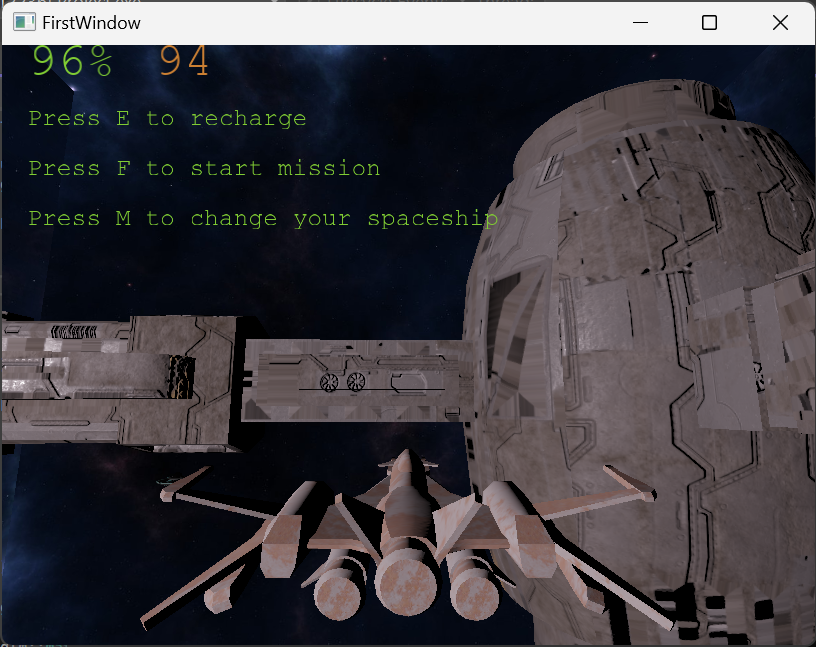 FirstWindow
96% 94
Press E to recharge
Press F to start mission
Press M to change your spaceship